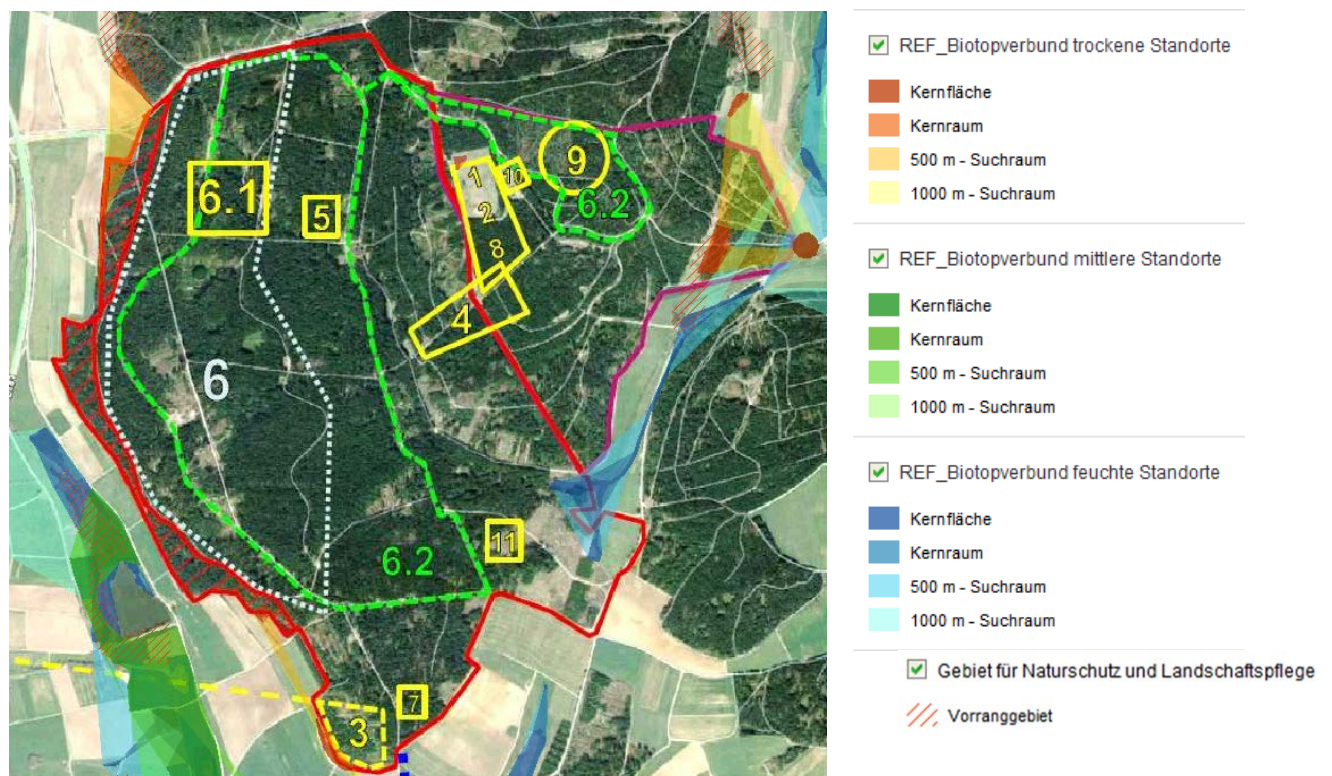 6.1
5
1
2
8
10
9
6.2
4
6
6.2
11
7
3
REF_Biotopverbund trockene Standorte
Kernfläche
Kernraum
500 m - Suchraum
1000 m - Suchraum
REF_Biotopverbund mittlere Standorte
Kernfläche
Kernraum
500 m - Suchraum
1000 m - Suchraum
REF_Biotopverbund feuchte Standorte
Kernfläche
Kernraum
500 m - Suchraum
1000 m - Suchraum
Gebiet für Naturschutz und Landschaftspflege
Vorranggebiet